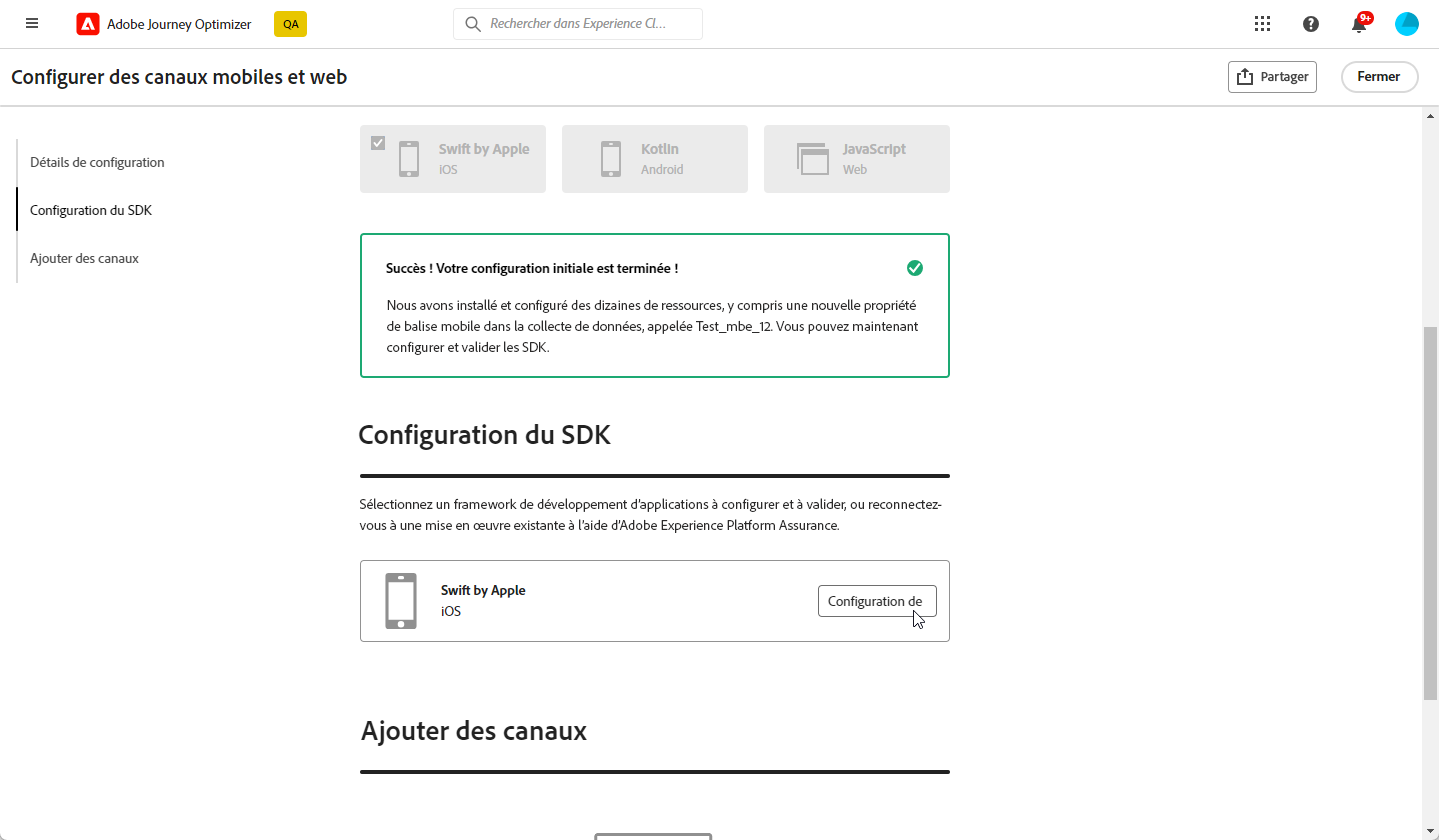 Adobe Journey Optimizer
QA
Rechercher dans Experience Cl...
9+
Configurer des canaux mobiles et web
Partager
Fermer
Détails de configuration
Configuration du SDK
Ajouter des canaux
Swift by Apple
iOS
Kotlin
Android
JavaScript
Web
Succès ! Votre configuration initiale est terminée !
Nous avons installé et configuré des dizaines de ressources, y compris une nouvelle propriété
de balise mobile dans la collecte de données, appelée Test_mbe_12. Vous pouvez maintenant
configurer et valider les SDK.
Configuration du SDK
Sélectionnez un framework de développement d'applications à configurer et à valider, ou reconnectez-
vous à une mise en œuvre existante à l'aide d'Adobe Experience Platform Assurance.
Swift by Apple
iOS
Configuration de
Ajouter des canaux